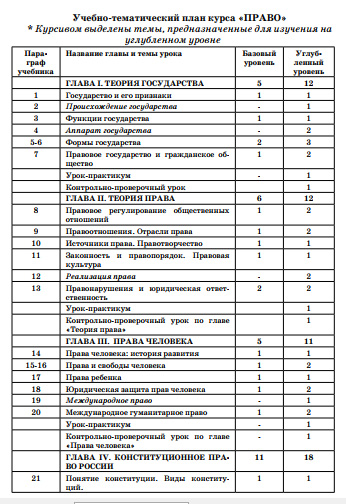 Учебно-тематический план курса «ПРАВО»
* Курсивом выделены темы, предназначенные для изучения на
углубленном уровне
Пара-
граф
учебника
Название главы и темы урока
Базовый
уровень
Углуб-
ленный
уровень
ГЛАВА I. ТЕОРИЯ ГОСУДАРСТВА 5 12
1 Государство и его признаки 1 1
2 Происхождение государства - 1
3 Функции государства 1 1
4 Аппарат государства - 2
5-6 Формы государства 2 3
7 Правовое государство и гражданское об- 1 2
щество
Урок-практикум - 1
Контрольно-проверочный урок 1
ГЛАВА II. ТЕОРИЯ ПРАВА 6 12
8 Правовое регулирование общественных 1 2
отношений
9 Правоотношения. Отрасли права 1 2
10 Источники права. Правотворчество 1 1
11 Законность и правопорядок. Правовая 1 1
культура
12 Реализация права - 2
13 Правонарушения и юридическая ответ- 2 2
ственность
Урок-практикум 1
Контрольно-проверочный урок по главе 1
«Теория права»
ГЛАВА III. ПРАВА ЧЕЛОВЕКА 5 11
14 Права человека: история развития 1 1
15-16 Права и свободы человека 1 2
17 Права ребенка 1 1
18 Юридическая защита прав человека 1 2
19 Международное право - 1
20 Международное гуманитарное право 1 2
Урок-практикум - 1
Контрольно-проверочный урок по главе - 1
«Права человека»
ГЛАВА IV. КОНСТИТУЦИОННОЕ ПРА- 11 18
ВО РОССИИ
21 Понятие конституции. Виды конститу- 1 1
ций.